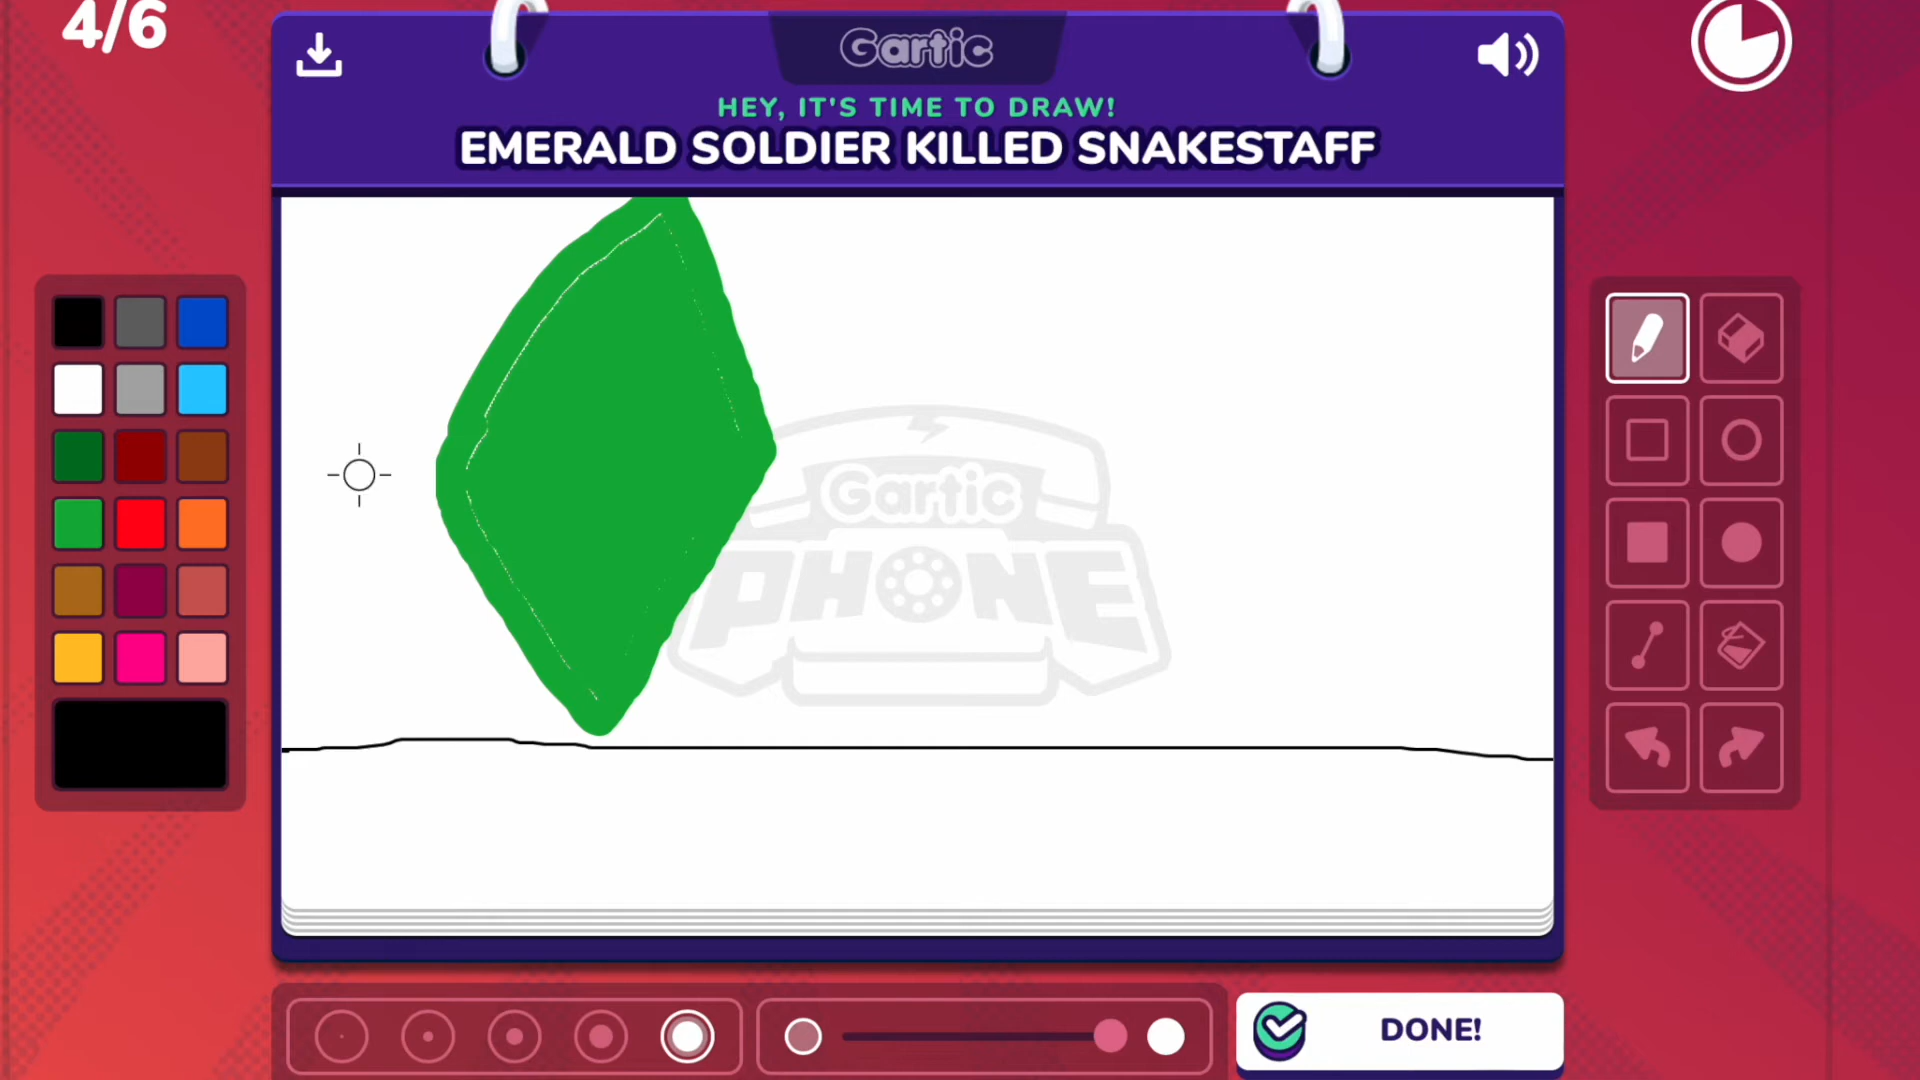 4/6
Gartic
HEY, IT'S TIME TO DRAW!
EMERALD SOLDIER KILLED SNAKESTAFF
Gartic
PHONE
DONE!